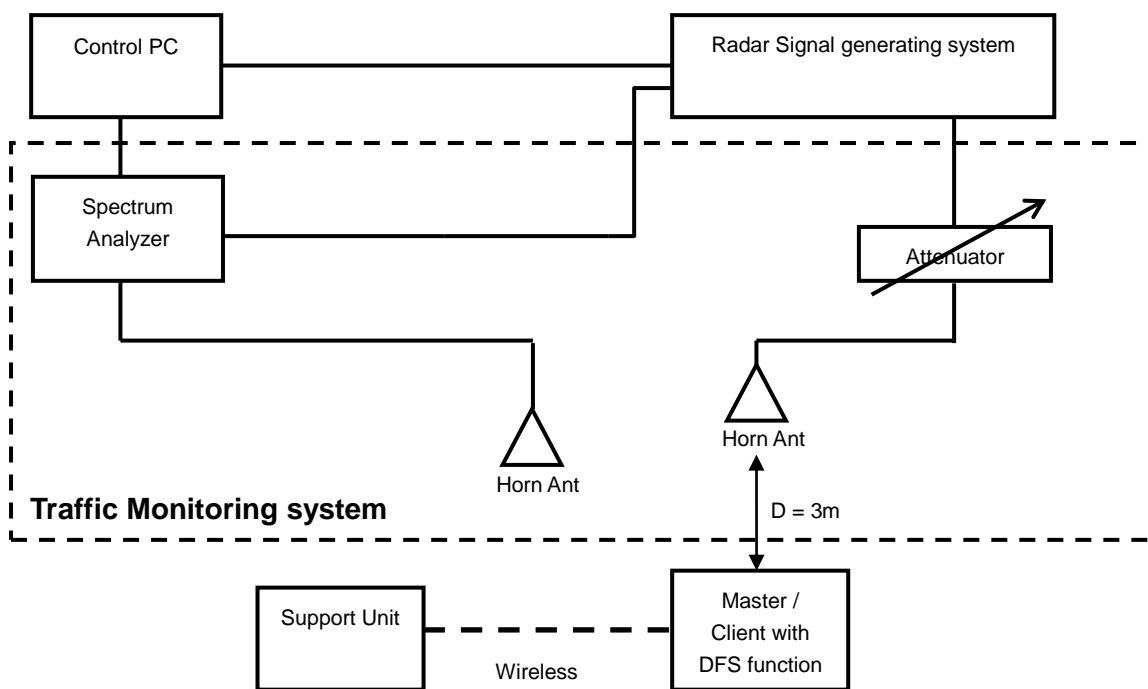 Control PC
Radar Signal generating system
Spectrum
Analyzer
Attenuator
Horn Ant
Horn Ant
Traffic Monitoring system
D = 3m
Support Unit
Wireless
Master /
Client with
DFS function